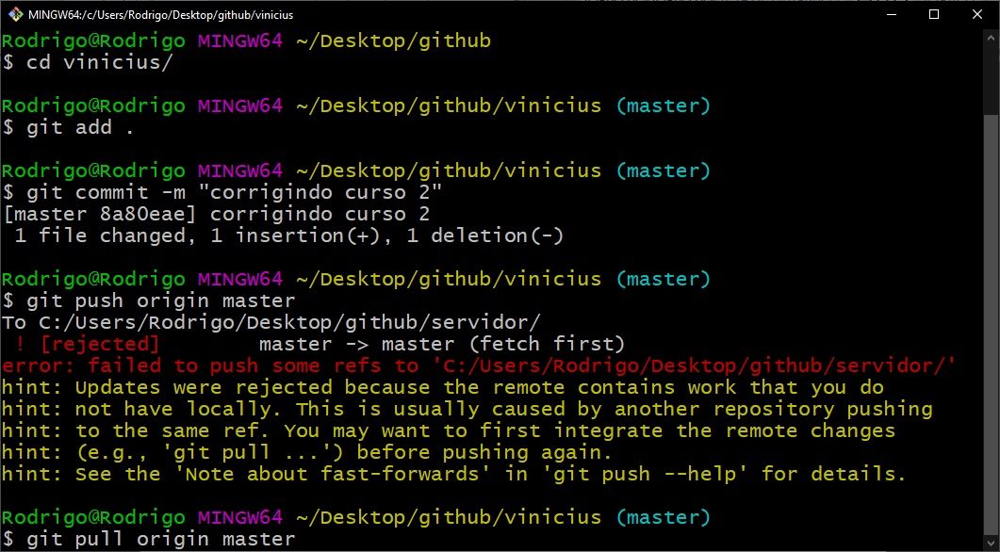 MINGW64:/c/Users/Rodrigo/Desktop/github/vinicius
Rodrigo@Rodrigo MINGW64 ~/Desktop/github
$ cd vinicius/
Rodrigo@Rodrigo MINGW64 ~/Desktop/github/vinicius (master)
$ git add .
Rodrigo@Rodrigo MINGW64 ~/Desktop/github/vinicius (master)
$ git commit -m "corrigindo curso 2"
[master 8a80eae] corrigindo curso 2
 1 file changed, 1 insertion(+), 1 deletion(-)
Rodrigo@Rodrigo MINGW64 ~/Desktop/github/vinicius (master)
$ git push origin master
To C:/Users/Rodrigo/Desktop/github/servidor/
 ! [rejected]        master -> master (fetch first)
error: failed to push some refs to 'C:/Users/Rodrigo/Desktop/github/servidor/'
hint: Updates were rejected because the remote contains work that you do
hint: not have locally. This is usually caused by another repository pushing
hint: to the same ref. You may want to first integrate the remote changes
hint: (e.g., 'git pull ...') before pushing again.
hint: See the 'Note about fast-forwards' in 'git push --help' for details.
Rodrigo@Rodrigo MINGW64 ~/Desktop/github/vinicius (master)
$ git pull origin master